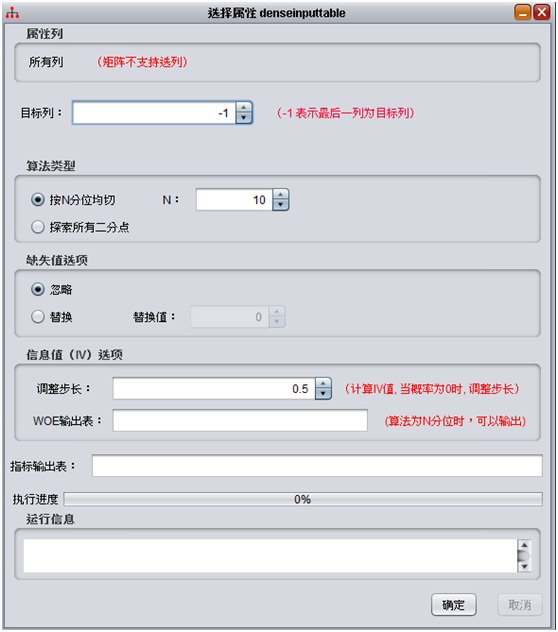 选择属性 denseinputtable
属性列
所有列 （矩阵不支持选列）
目标列： -1 （-1 表示最后一列为目标列）
算法类型
按N分位均切 N： 10
探索所有二分点
缺失值选项
忽略
替换 替换值： 0
信息值（IV）选项
调整步长： 0.5 （计算IV值, 当概率为0时, 调整步长）
WOE输出表： (算法为N分位时，可以输出)
指标输出表：
执行进度 0%
运行信息
确定 取消